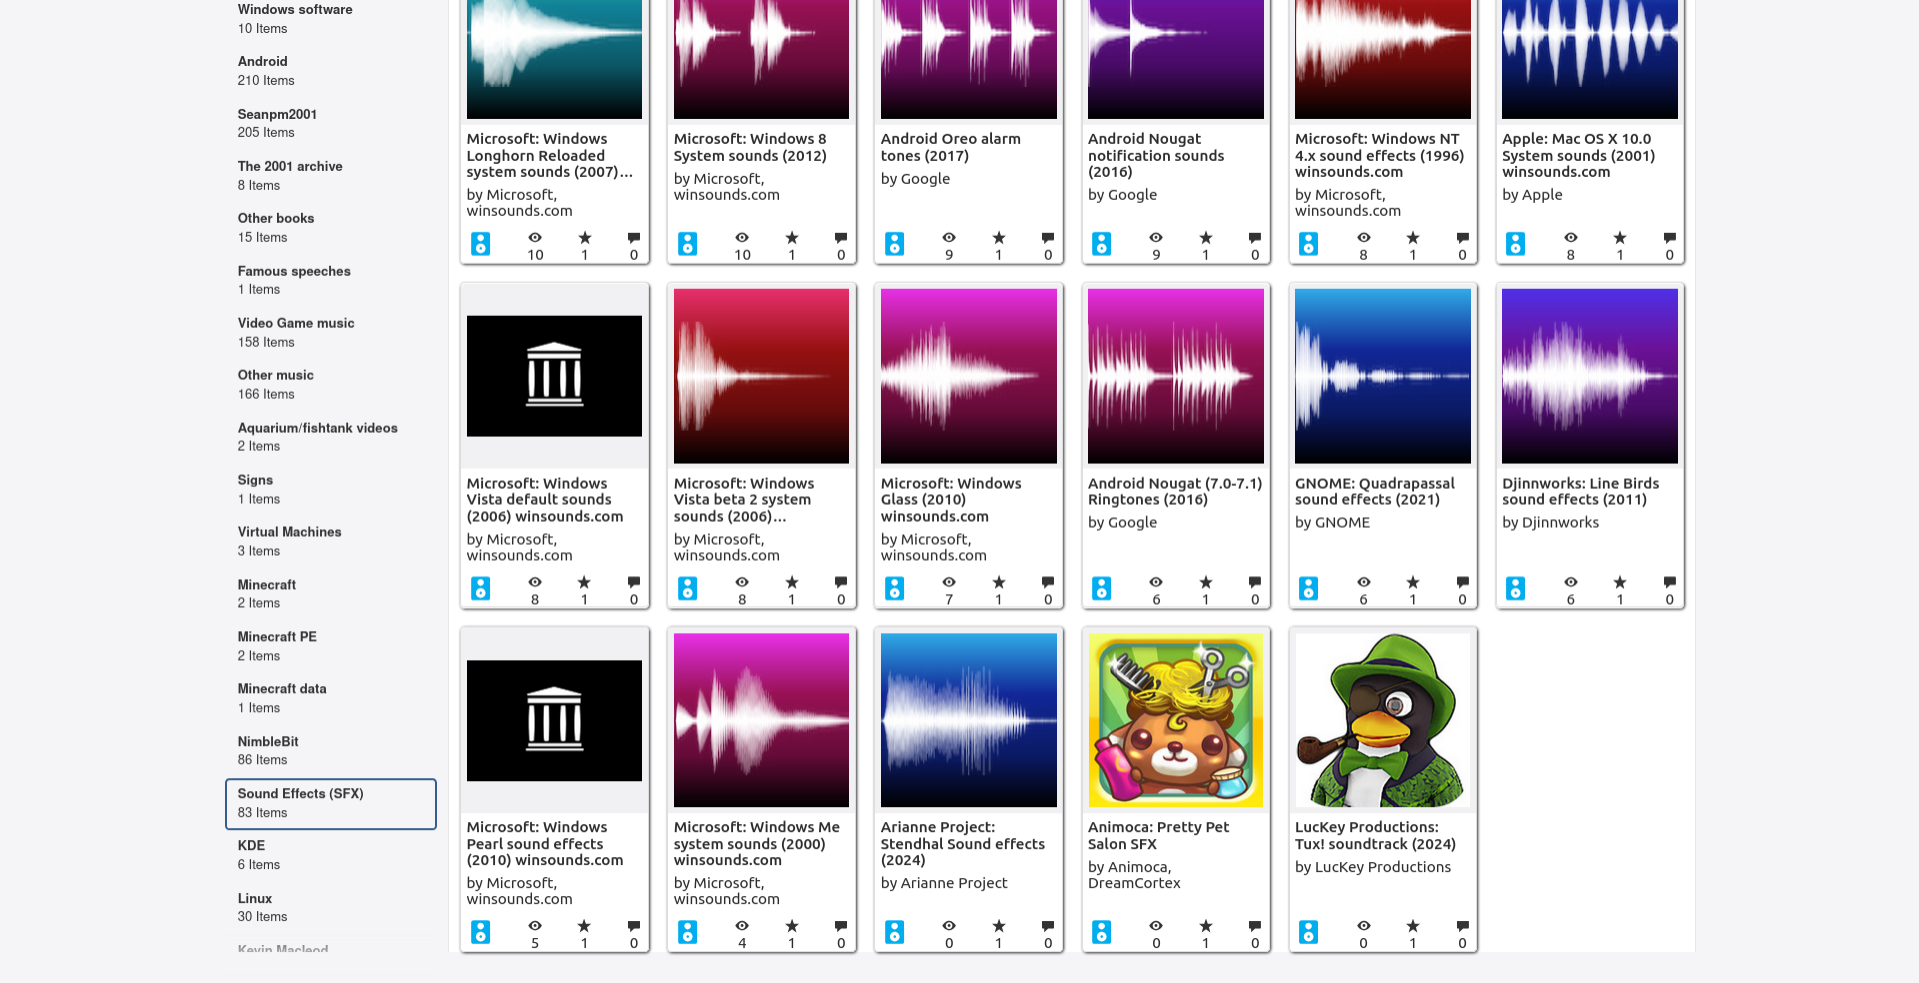 Windows software
10 Items
Android
210 Items
Seanpm2001
205 Items
The 2001 archive
8 Items
Other books
15 Items
Famous speeches
1 Items
Video Game music
158 Items
Other music
166 Items
Aquarium/fishtank videos
2 Items
Signs
1 Items
Virtual Machines
3 Items
Minecraft
2 Items
Minecraft PE
2 Items
Minecraft data
1 Items
NimbleBit
86 Items
Sound Effects (SFX)
83 Items
KDE
6 Items
Linux
30 Items
Kevin Macleod
Microsoft: Windows
Longhorn Reloaded
system sounds (2007)...
by Microsoft,
winsounds.com
10 1 0
Microsoft: Windows 8
System sounds (2012)
by Microsoft,
winsounds.com
10 1 0
Android Oreo alarm
tones (2017)
by Google
9 1 0
Android Nougat
notification sounds
(2016)
by Google
9 1 0
Microsoft: Windows NT
4.x sound effects (1996)
winsounds.com
by Microsoft,
winsounds.com
8 1 0
Apple: Mac OS X 10.0
System sounds (2001)
winsounds.com
by Apple
8 1 0
Microsoft: Windows
Vista default sounds
(2006) winsounds.com
by Microsoft,
winsounds.com
8 1 0
Microsoft: Windows
Vista beta 2 system
sounds (2006)...
by Microsoft,
winsounds.com
8 1 0
Microsoft: Windows
Glass (2010)
winsounds.com
by Microsoft,
winsounds.com
7 1 0
Android Nougat (7.0-7.1)
Ringtones (2016)
by Google
6 1 0
GNOME: Quadrapassal
sound effects (2021)
by GNOME
6 1 0
Djinnworks: Line Birds
sound effects (2011)
by Djinnworks
6 1 0
Microsoft: Windows
Pearl sound effects
(2010) winsounds.com
by Microsoft,
winsounds.com
5 1 0
Microsoft: Windows Me
system sounds (2000)
winsounds.com
by Microsoft,
winsounds.com
4 1 0
Arianne Project:
Stendhal Sound effects
(2024)
by Arianne Project
0 1 0
Animoca: Pretty Pet
Salon SFX
by Animoca,
DreamCortex
0 1 0
LucKey Productions:
Tux! soundtrack (2024)
by LucKey Productions
0 1 0